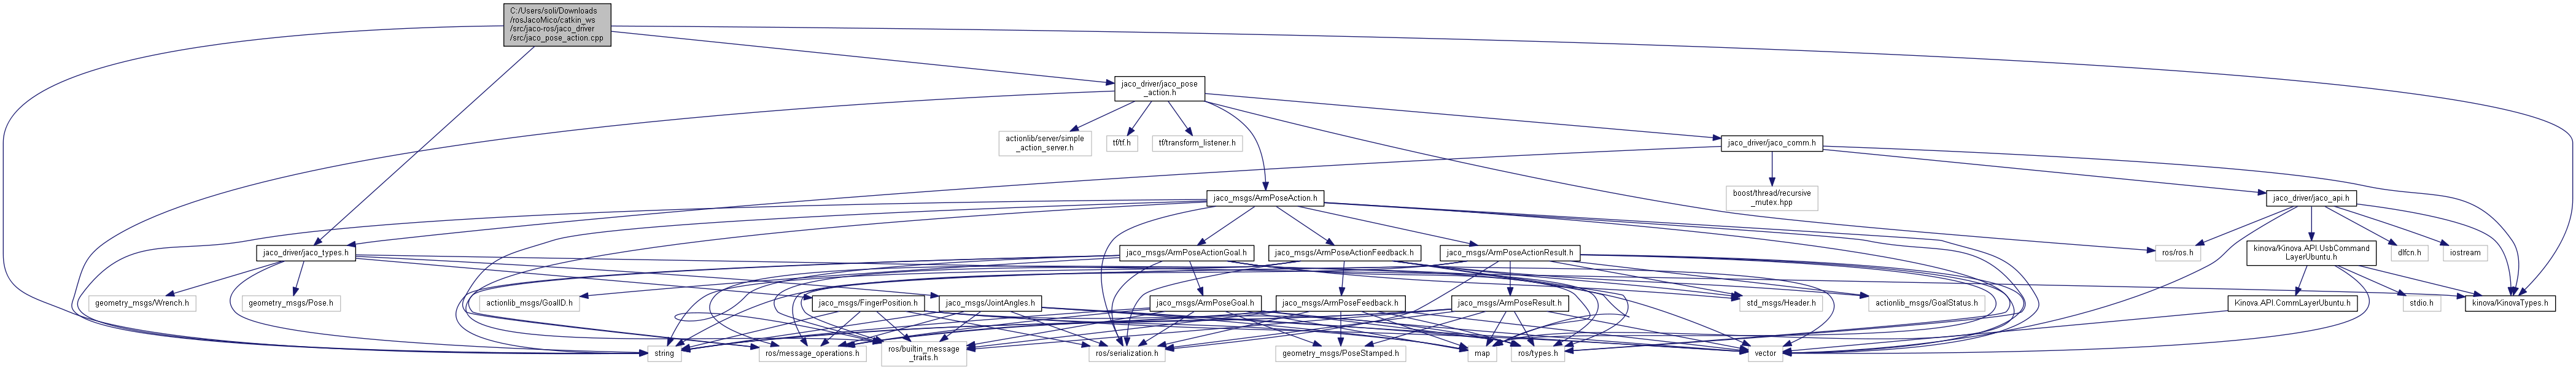 C:/Users/soli/Downloads
/rosJacoMico/catkin_ws
/src/jaco-ros/jaco_driver
/src/jaco_pose_action.cpp
jaco_driver/jaco_pose
_action.h
actionlib/server/simple
_action_server.h
tf/tf.h
tf/transform_listener.h
jaco_driver/jaco_comm.h
jaco_msgs/ArmPoseAction.h
boost/thread/recursive
_mutex.hpp
jaco_driver/jaco_api.h
jaco_driver/jaco_types.h
jaco_msgs/ArmPoseActionGoal.h
jaco_msgs/ArmPoseActionFeedback.h
jaco_msgs/ArmPoseActionResult.h
ros/ros.h
kinova/Kinova.API.UsbCommand
LayerUbuntu.h
dlfcn.h
iostream
geometry_msgs/Wrench.h
geometry_msgs/Pose.h
actionlib_msgs/GoalID.h
jaco_msgs/FingerPosition.h
jaco_msgs/JointAngles.h
jaco_msgs/ArmPoseGoal.h
jaco_msgs/ArmPoseFeedback.h
jaco_msgs/ArmPoseResult.h
std_msgs/Header.h
actionlib_msgs/GoalStatus.h
Kinova.API.CommLayerUbuntu.h
stdio.h
kinova/KinovaTypes.h
string
ros/message_operations.h
ros/builtin_message
_traits.h
ros/serialization.h
geometry_msgs/PoseStamped.h
map
ros/types.h
vector